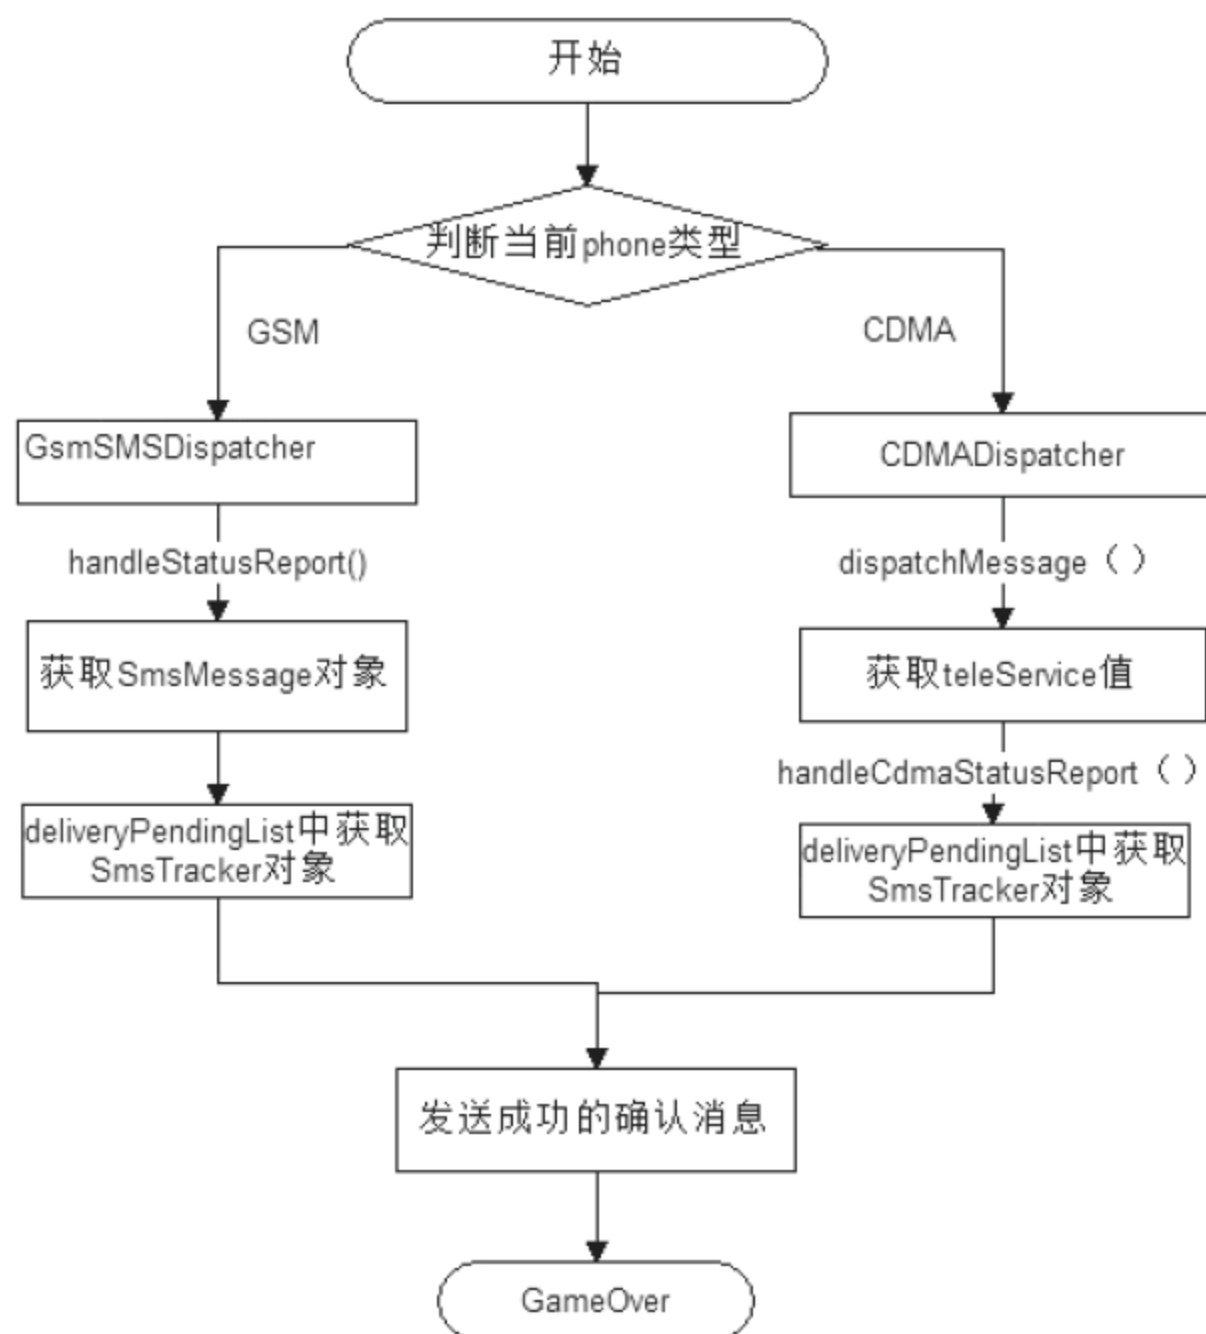 开始
判断当前phone类型
GSM
CDMA
GsmSMSDispatcher
CDMADispatcher
handleStatusReport()
dispatchMessage（ ）
获取SmsMessage对象
获取teleService值
handleCdmaStatusReport（ ）
deliveryPendingList中获取
SmsTracker对象
deliveryPendingList中获取
SmsTracker对象
发送成功的确认消息
GameOver